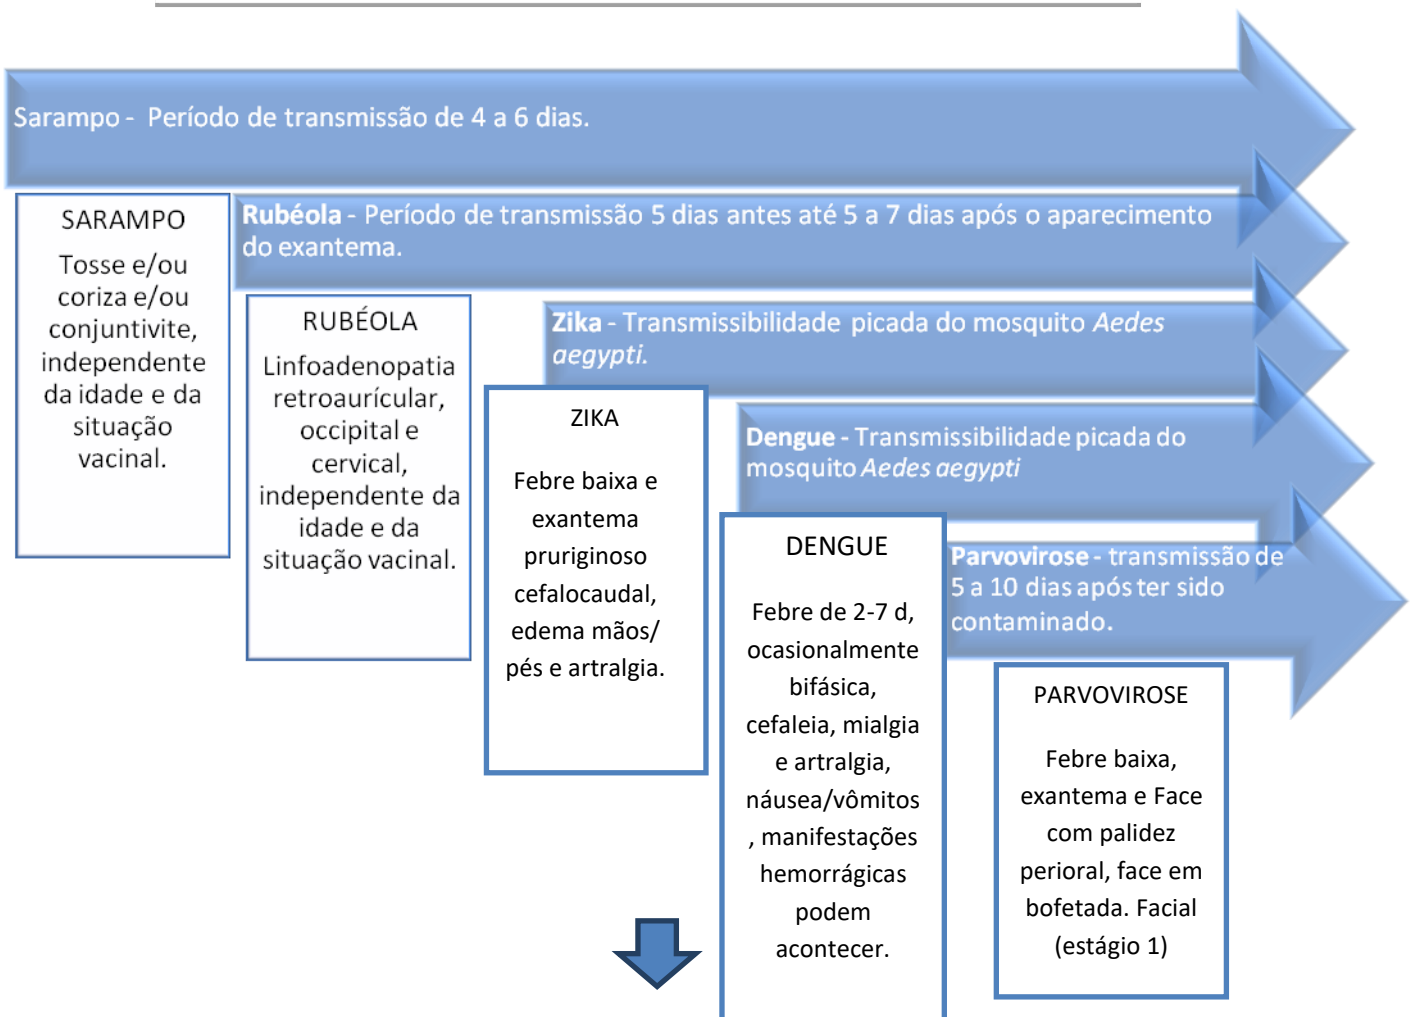 Sarampo - Período de transmissão de 4 a 6 dias.
SARAMPO
Tosse e/ou
coriza e/ou
conjuntivite,
independente
da idade e da
situação
vacinal.
Rubéola - Período de transmissão 5 dias antes até 5 a 7 dias após o aparecimento
do exantema.
RUBÉOLA
Linfoadenopatia
retroaurícular,
occipital e
cervical,
independente da
idade e da
situação vacinal.
Zika - Transmissibilidade picada do mosquito Aedes
aegypti.
ZIKA
Febre baixa e
exantema
pruriginoso
cefalocaudal,
edema mãos/
pés e artralgia.
Dengue - Transmissibilidade picada do
mosquito Aedes aegypti
DENGUE
Febre de 2-7 d,
ocasionalmente
bifásica,
cefaleia, mialgia
e artralgia,
náusea/vômitos
, manifestações
hemorrágicas
podem
acontecer.
Parvovirose - transmissão de
5 a 10 dias após ter sido
contaminado.
PARVOVIROSE
Febre baixa,
exantema e Face
com palidez
perioral, face em
bofetada. Facial
(estágio 1)